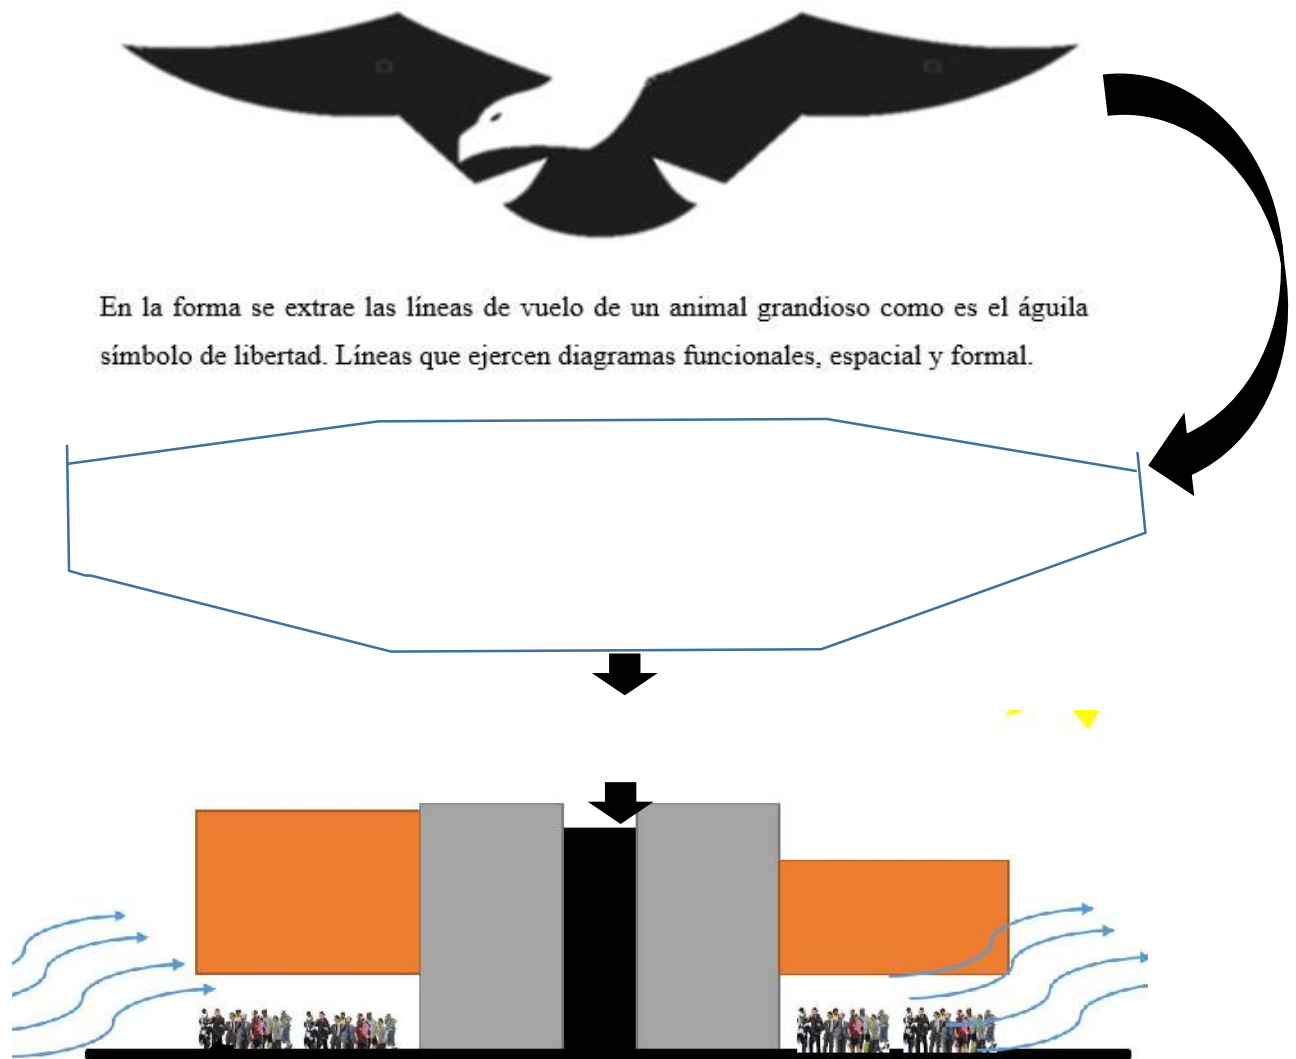 En la forma se extrae las líneas de vuelo de un animal grandioso como es el águila
símbolo de libertad. Líneas que ejercen diagramas funcionales, espacial y formal.